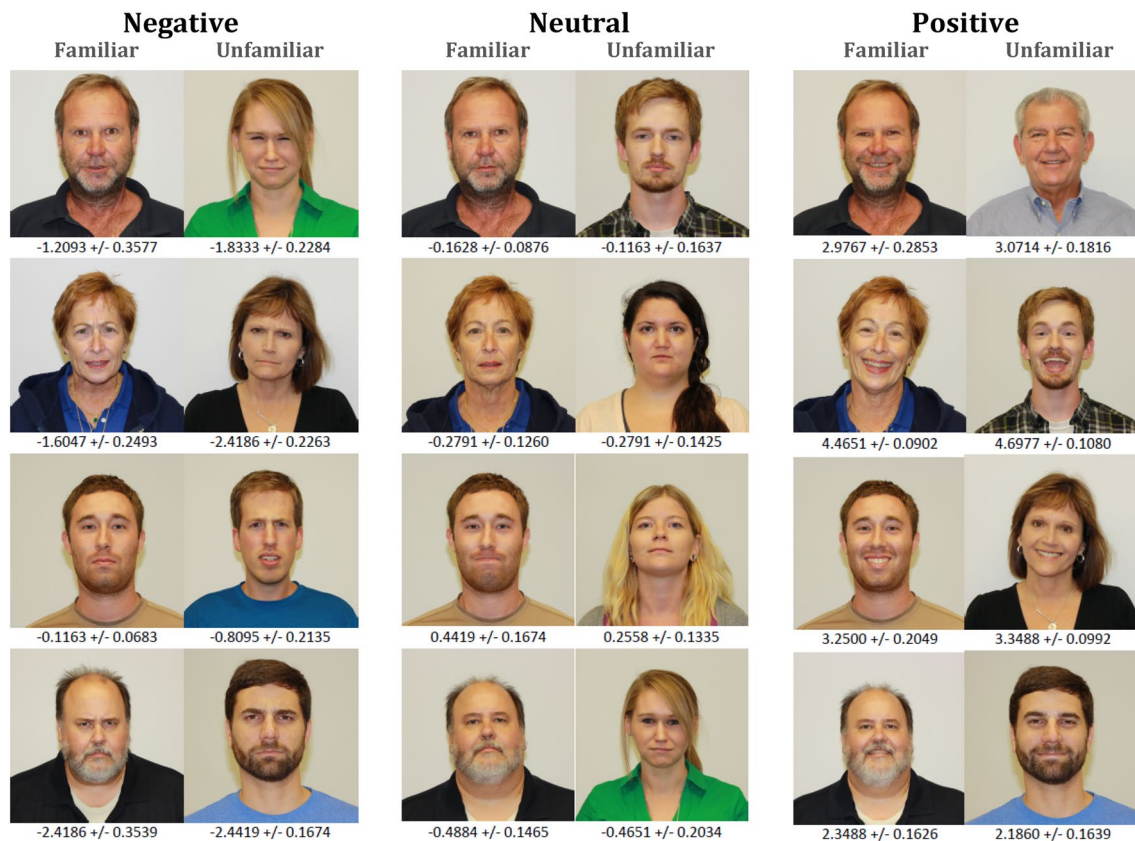 Negative Neutral Positive
Familiar Unfamiliar Familiar Unfamiliar Familiar Unfamiliar
-1.2093 +/- 0.3577 -1.8333 +/- 0.2284 -0.1628 +/- 0.0876 -0.1163 +/- 0.1637 2.9767 +/- 0.2853 3.0714 +/- 0.1816
-1.6047 +/- 0.2493 -2.4186 +/- 0.2263 -0.2791 +/- 0.1260 -0.2791 +/- 0.1425 4.4651 +/- 0.0902 4.6977 +/- 0.1080
-0.1163 +/- 0.0683 -0.8095 +/- 0.2135 0.4419 +/- 0.1674 0.2558 +/- 0.1335 3.2500 +/- 0.2049 3.3488 +/- 0.0992
-2.4186 +/- 0.3539 -2.4419 +/- 0.1674 -0.4884 +/- 0.1465 -0.4651 +/- 0.2034 2.3488 +/- 0.1626 2.1860 +/- 0.1639